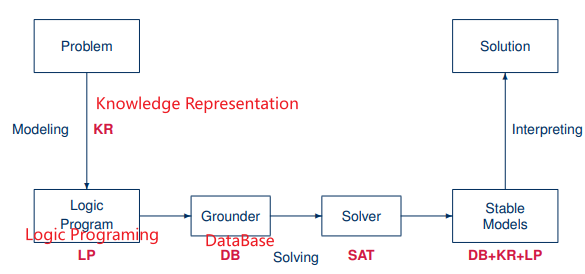 Problem
Solution
Knowledge Representation
Modeling
KR
Interpreting
Logic
Program
Logic Programing
LP
Grounder
DataBase
DB
Solving
Solver
SAT
Stable
Models
DB+KR+LP